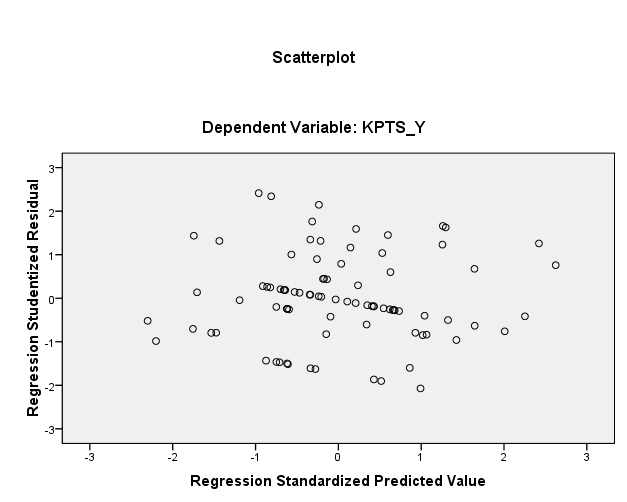 Scatterplot
Dependent Variable: KPTS_Y
Regression Studentized Residual
3
2
1
0
-1
-2
-3
-3 -2 -1 0 1 2 3
Regression Standardized Predicted Value